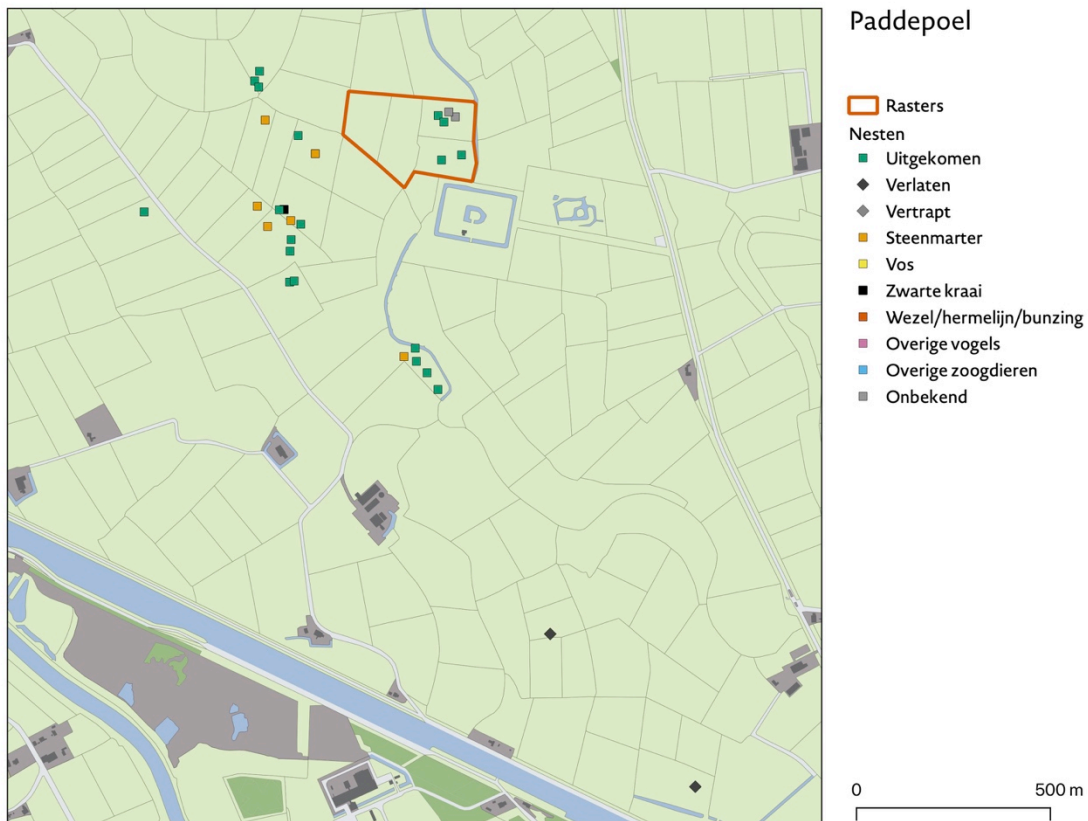 Paddepoel
Rasters
Nesten
Uitgekomen
Verlaten
Vertrapt
Steenmarter
Vos
Zwarte kraai
Wezel/hermelijn/bunzing
Overige vogels
Overige zoogdieren
Onbekend
0 500 m